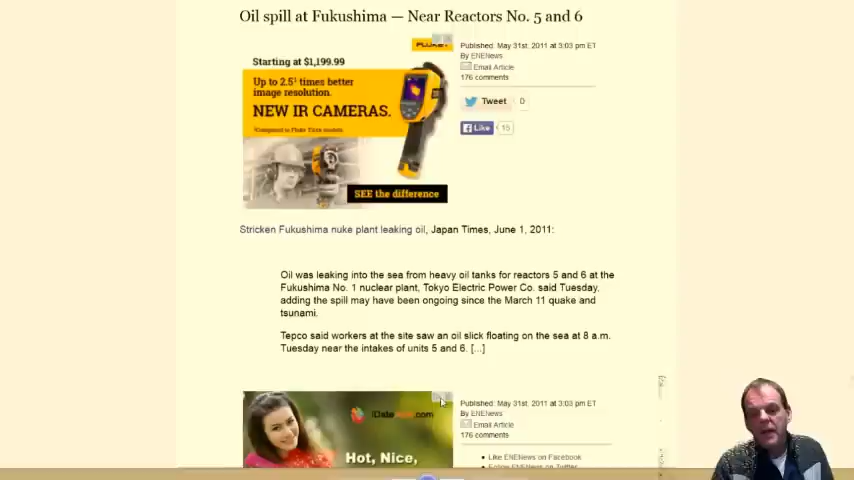 Oil spill at Fukushima — Near Reactors No. 5 and 6
FLUKE
Starting at $1,199.99
Up to 2.5¹ times better
image resolution.
NEW IR CAMERAS.
SEE the difference
Published: May 31st, 2011 at 3:03 pm ET
By ENENews
Email Article
176 comments
Tweet 0
Like 15
Stricken Fukushima nuke plant leaking oil, Japan Times, June 1, 2011:
Oil was leaking into the sea from heavy oil tanks for reactors 5 and 6 at the
Fukushima No. 1 nuclear plant, Tokyo Electric Power Co. said Tuesday,
adding the spill may have been ongoing since the March 11 quake and
tsunami.
Tepco said workers at the site saw an oil slick floating on the sea at 8 a.m.
Tuesday near the intakes of units 5 and 6. [...]
Hot, Nice,
Published: May 31st, 2011 at 3:03 pm ET
By ENENews
Email Article
176 comments
Like ENENews on Facebook
Follow ENENews on Twitter